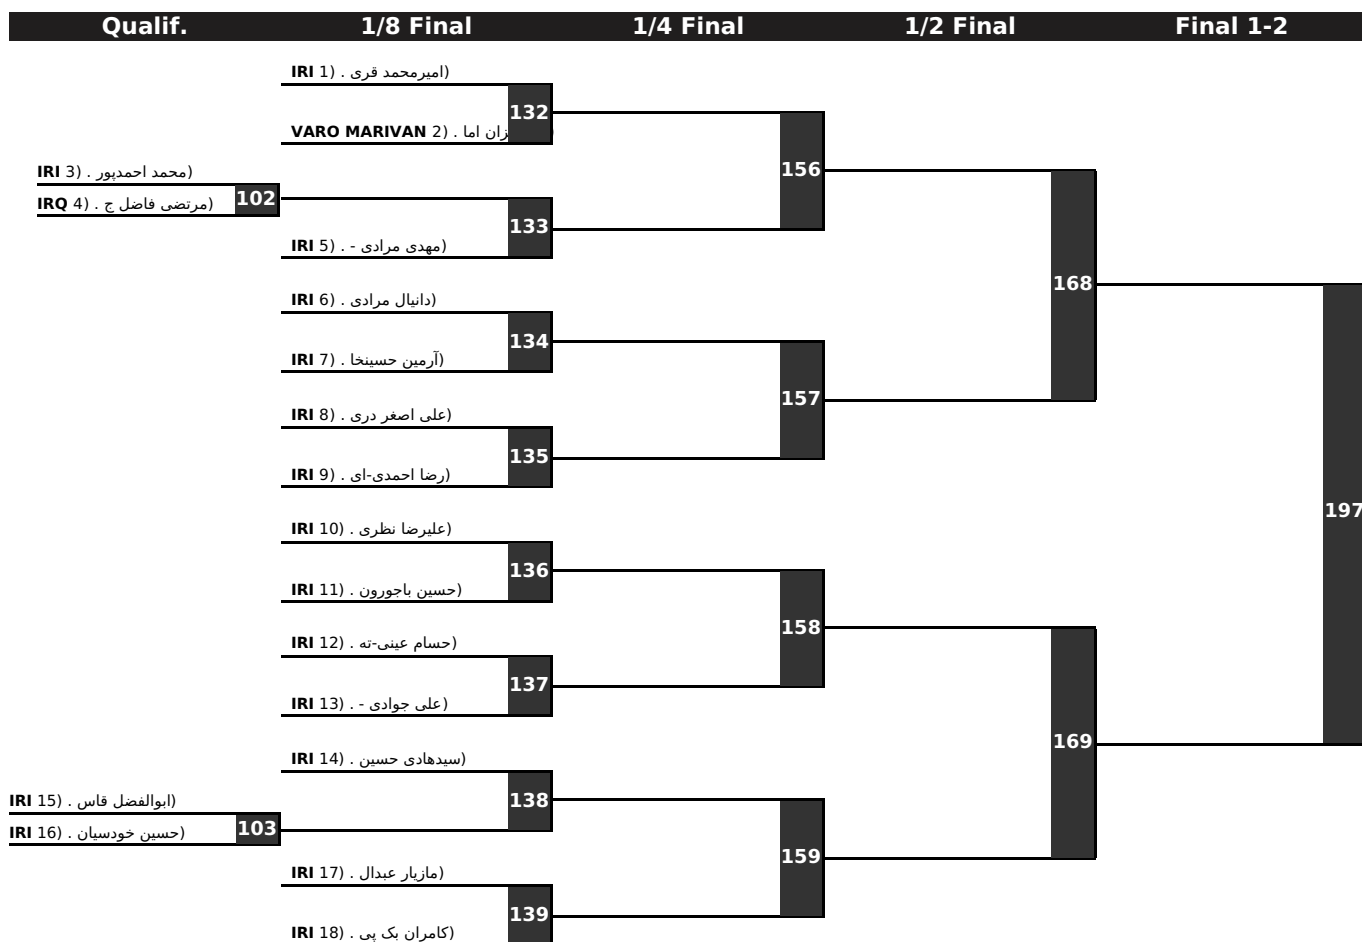 Qualif. 1/8 Final 1/4 Final 1/2 Final Final 1-2
IRI 1) . امیرمحمد قری)
132
VARO MARIVAN 2) . زان اما
156
IRI 3) . محمد احمدپور)
102
IRQ 4) . مرتضی فاضل ج)
133
IRI 5) . - مهدی مرادی)
168
IRI 6) . دانیال مرادی)
134
IRI 7) . آرمین حسینخا)
157
IRI 8) . علی اصغر دری)
135
IRI 9) . رضا احمدی-ای)
197
IRI 10) . علیرضا نظری)
136
IRI 11) . حسین باجورون)
158
IRI 12) . حسام عینی-ته)
137
IRI 13) . - علی جوادی)
169
IRI 14) . سیدهادی حسین)
138
IRI 15) . ابوالفضل قاس)
103
IRI 16) . حسین خودسیان)
159
IRI 17) . مازیار عبدال)
139
IRI 18) . کامران بک پی)